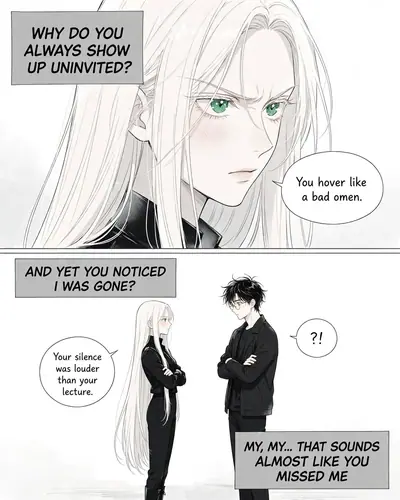 WHY DO YOU
ALWAYS SHOW
UP UNINVITED?
You hover like
a bad omen.
AND YET YOU NOTICED
I WAS GONE?
Your silence
was louder
than your
lecture.
?!
MY, MY... THAT SOUNDS
ALMOST LIKE YOU
MISSED ME